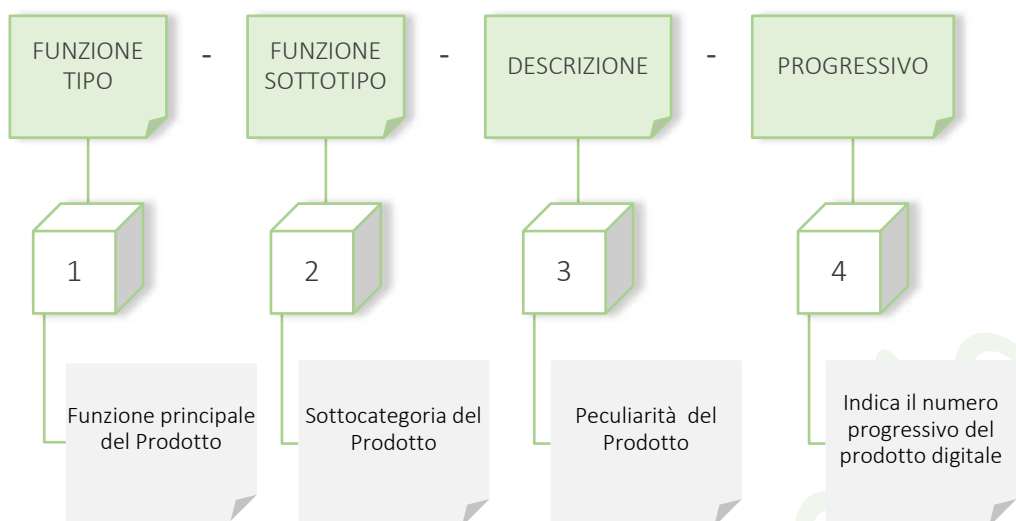 FUNZIONE
TIPO
-
FUNZIONE
SOTTOTIPO
-
DESCRIZIONE
-
PROGRESSIVO
1
2
3
4
Funzione principale
del Prodotto
Sottocategoria del
Prodotto
Peculiarità del
Prodotto
Indica il numero
progressivo del
prodotto digitale